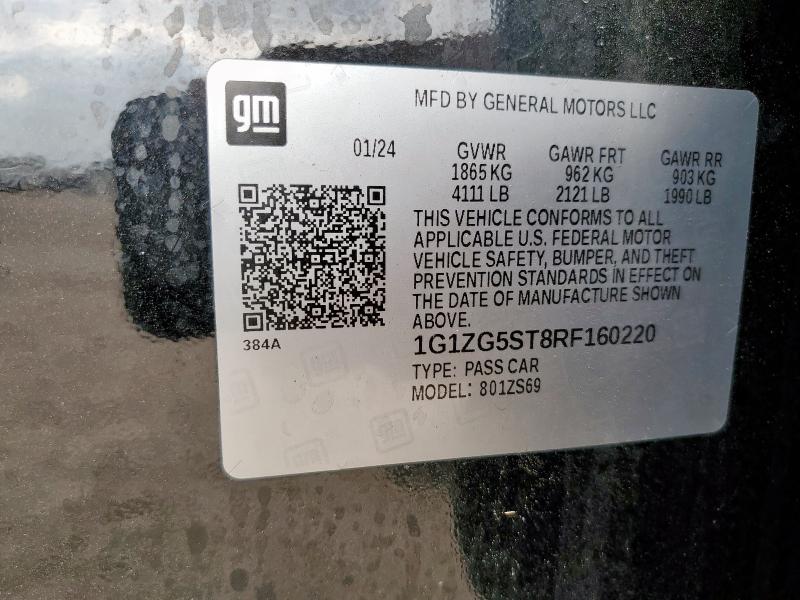 gm
MFD BY GENERAL MOTORS LLC
01/24
GVWR GAWR FRT GAWR RR
1865 KG 962 KG 903 KG
4111 LB 2121 LB 1990 LB
THIS VEHICLE CONFORMS TO ALL
APPLICABLE U.S. FEDERAL MOTOR
VEHICLE SAFETY, BUMPER, AND THEFT
PREVENTION STANDARDS IN EFFECT ON
THE DATE OF MANUFACTURE SHOWN
ABOVE.
384A
1G1ZG5ST8RF160220
TYPE: PASS CAR
MODEL: 801ZS69